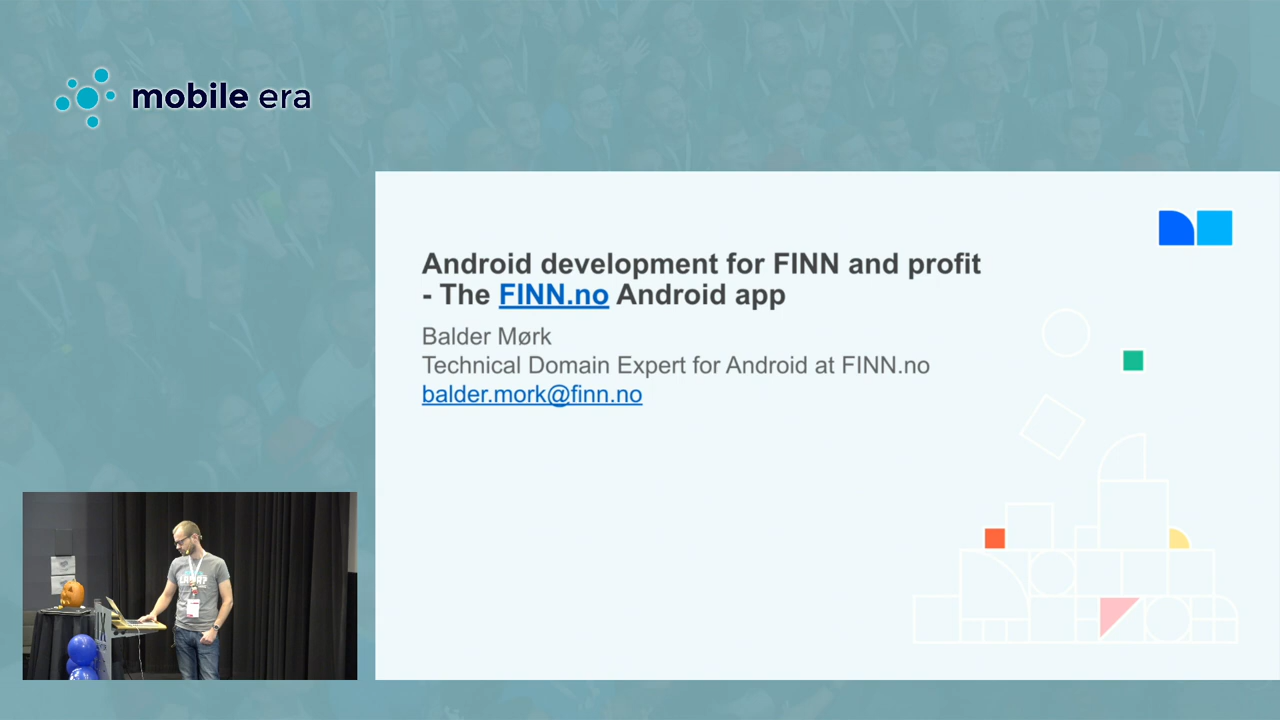 mobile era
Android development for FINN and profit
- The FINN.no Android app
Balder Mørk
Technical Domain Expert for Android at FINN.no
balder.mork@finn.no